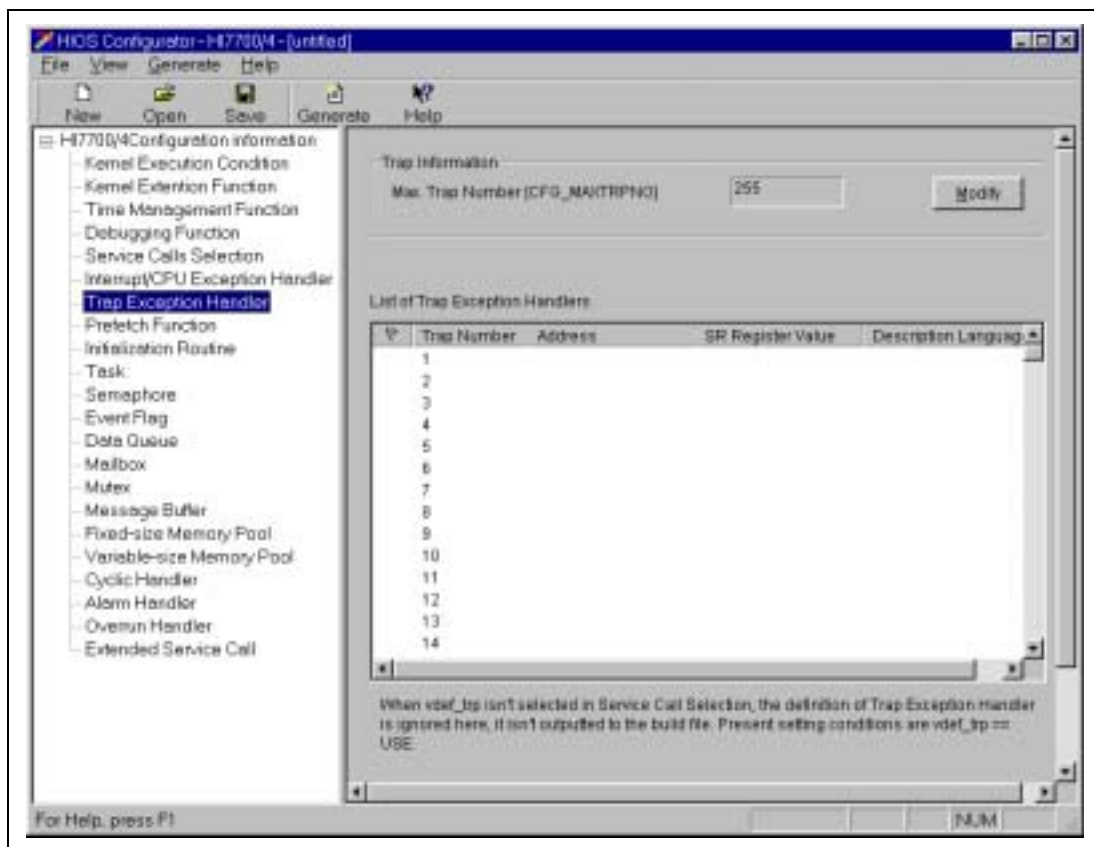 HIOS Configurator - HI7700/4 - [untitled]
File View Generate Help
New Open Save Generate Help
HI7700/4Configuration information
Kernel Execution Condition
Kernel Extention Function
Time Management Function
Debugging Function
Service Calls Selection
Interrupt/CPU Exception Handler
Trap Exception Handler
Prefetch Function
Initialization Routine
Task
Semaphore
Event Flag
Data Queue
Mailbox
Mutex
Message Buffer
Fixed-size Memory Pool
Variable-size Memory Pool
Cyclic Handler
Alarm Handler
Overrun Handler
Extended Service Call
Trap Information
Max. Trap Number [CFG_MAXTRPNO] 255 Modify
List of Trap Exception Handlers
Trap Number Address SR Register Value Description Languag
1
2
3
4
5
6
7
8
9
10
11
12
13
14
When vdef_trp isn't selected in Service Call Selection, the definition of Trap Exception Handler
is ignored here, it isn't outputted to the build file. Present setting conditions are vdef_trp ==
USE.
For Help, press F1 NUM